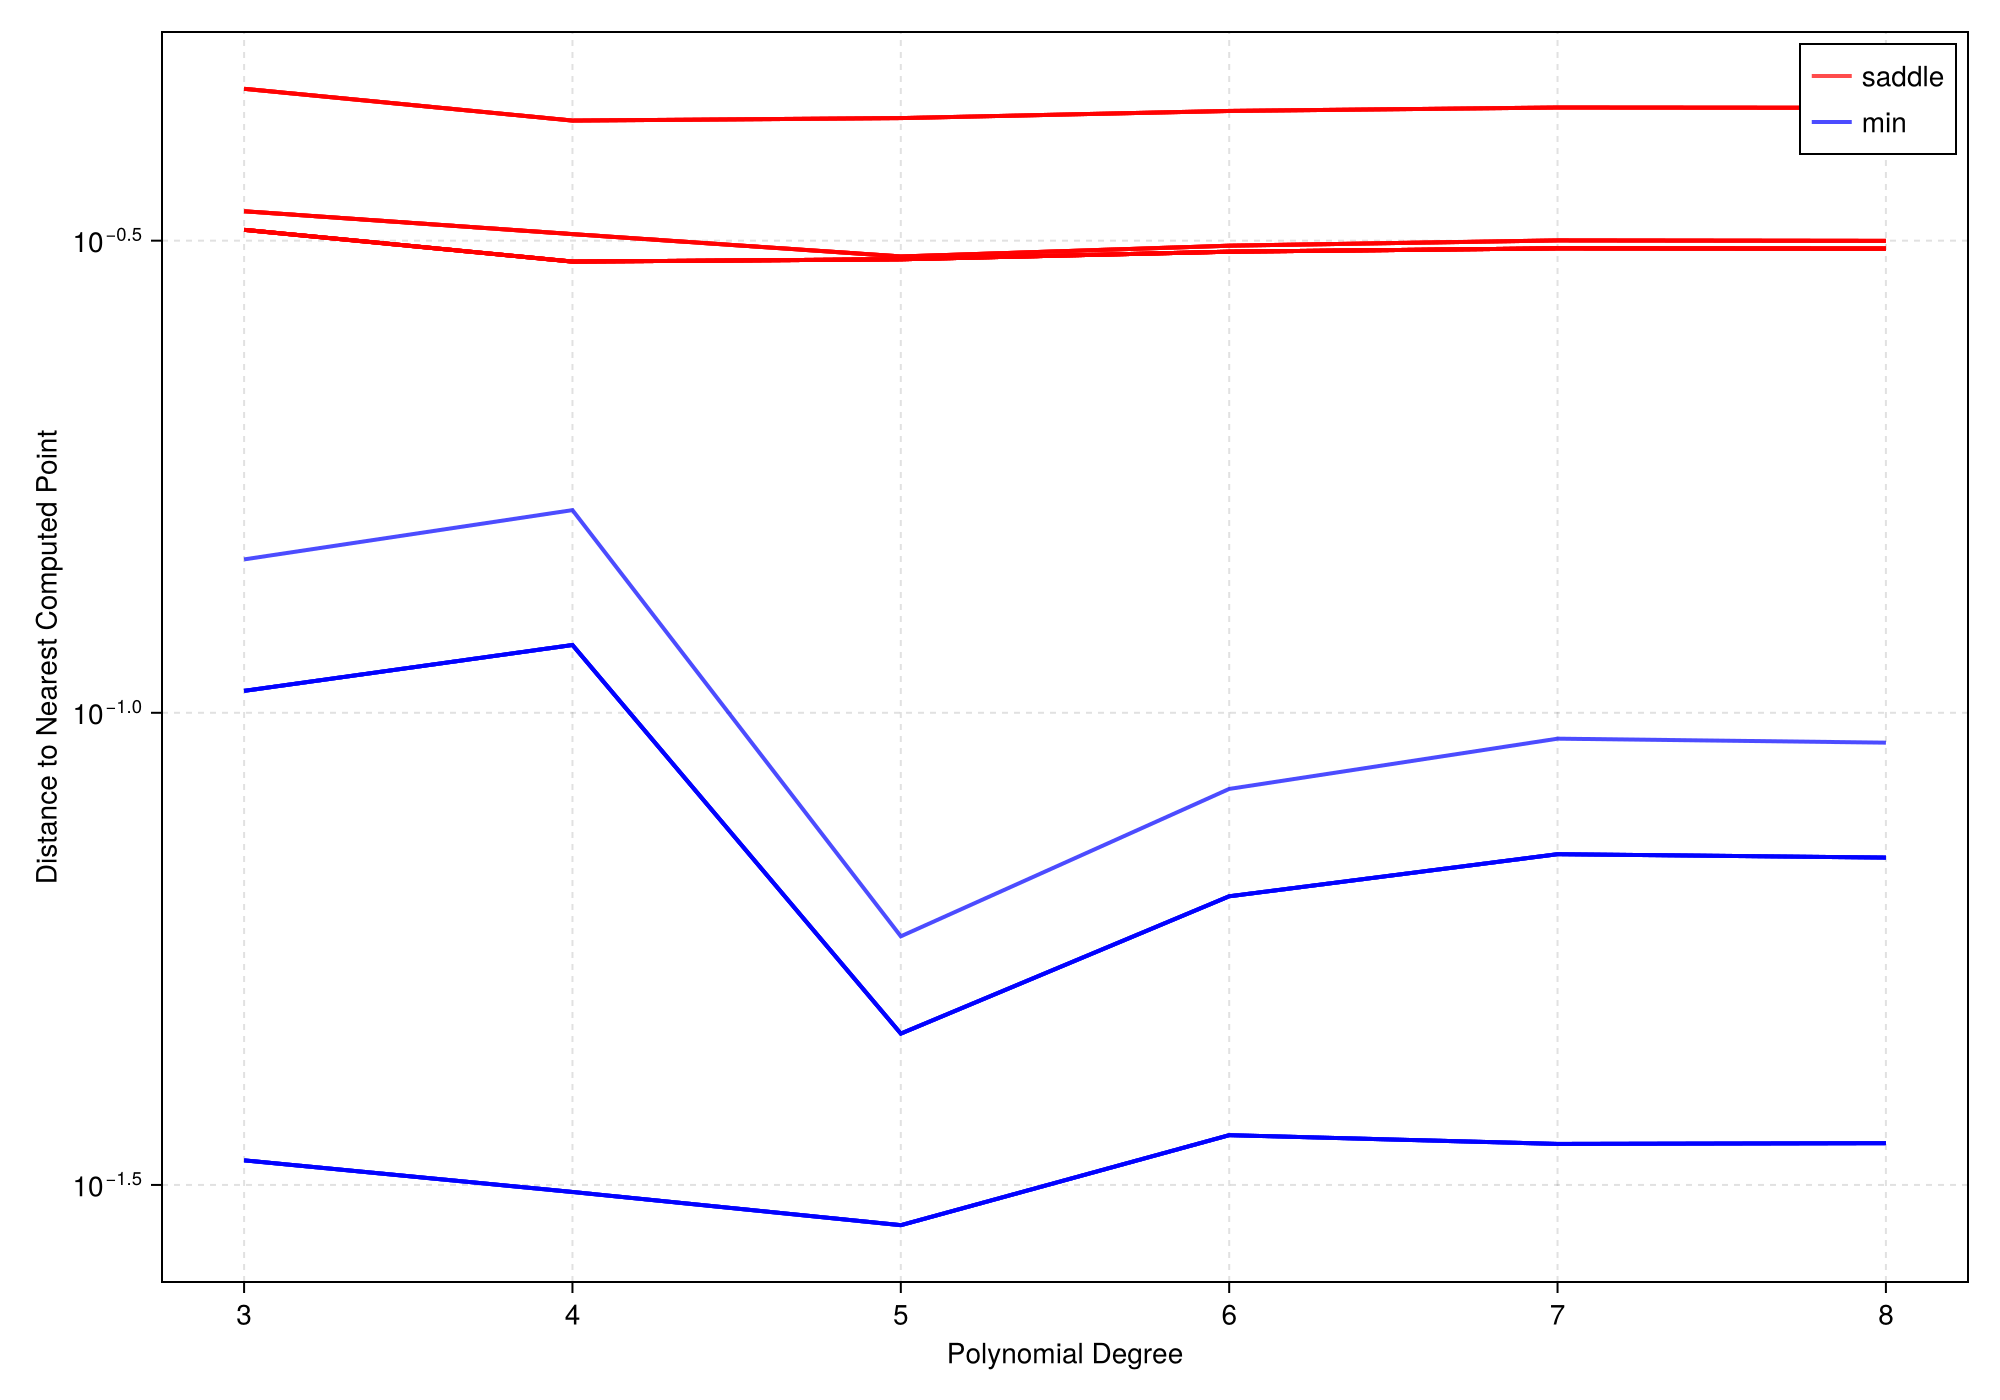 saddle
min
10⁻⁰·⁵
10⁻¹·⁰
10⁻¹·⁵
Distance to Nearest Computed Point
3 4 5 6 7 8
Polynomial Degree